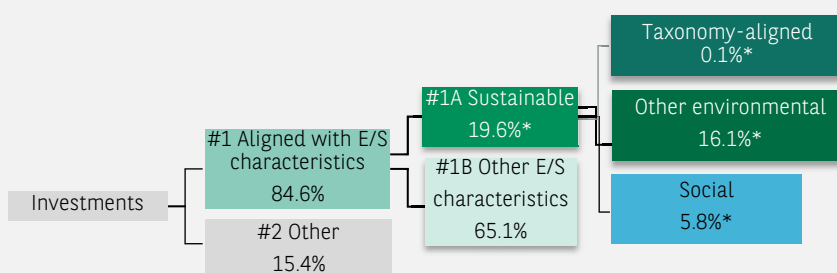 Taxonomy-aligned
0.1%*
#1A Sustainable
19.6%*
Other environmental
16.1%*
#1 Aligned with E/S
characteristics
84.6%
#1B Other E/S
characteristics
65.1%
Social
5.8%*
Investments
#2 Other
15.4%